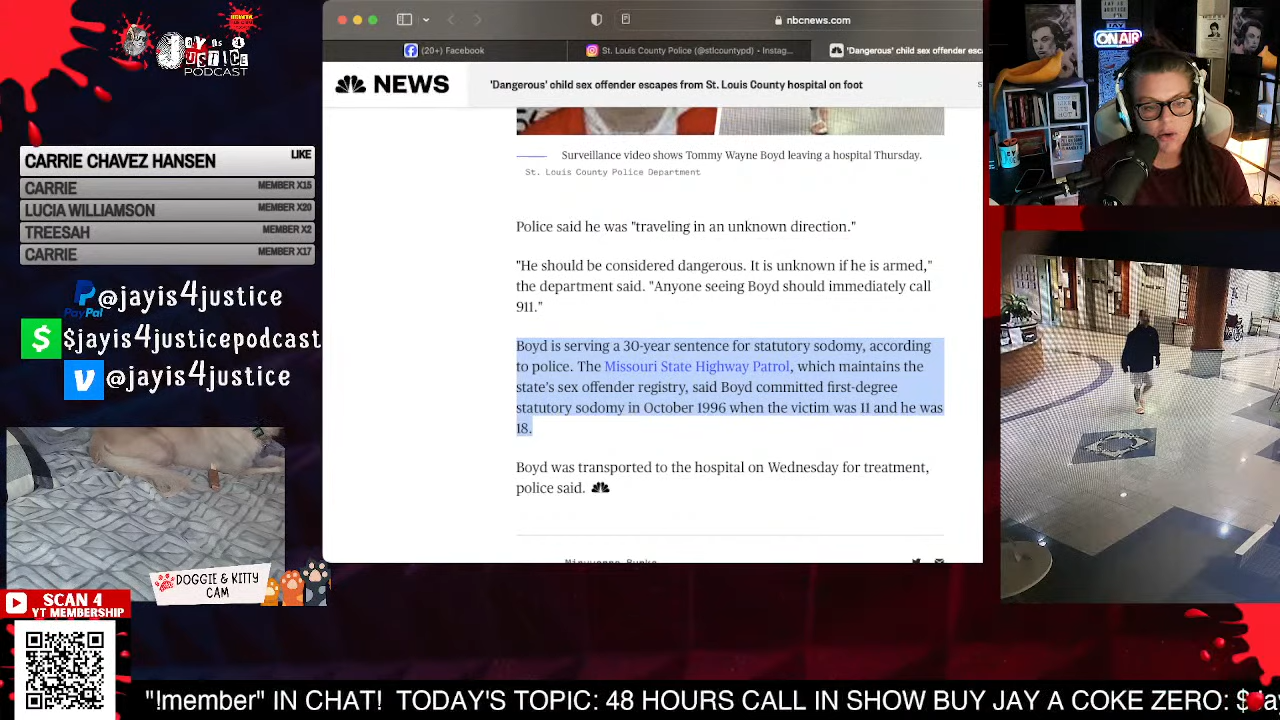 JAY IS 4
JUSTICE
PODCAST
CARRIE CHAVEZ HANSEN LIKE
CARRIE MEMBER X15
LUCIA WILLIAMSON MEMBER X20
TREESAH MEMBER X2
CARRIE MEMBER X17
PayPal @jayis4justice
$ $jayis4justicepodcast
@jayis4justice
DOGGIE & KITTY
CAM
SCAN 4
YT MEMBERSHIP
nbcnews.com
(20+) Facebook
St. Louis County Police (@stlcountypd) - Instag...
'Dangerous' child sex offender esca
NEWS
'Dangerous' child sex offender escapes from St. Louis County hospital on foot
S
Surveillance video shows Tommy Wayne Boyd leaving a hospital Thursday.
St. Louis County Police Department
Police said he was "traveling in an unknown direction."
"He should be considered dangerous. It is unknown if he is armed,"
the department said. "Anyone seeing Boyd should immediately call
911."
Boyd is serving a 30-year sentence for statutory sodomy, according
to police. The Missouri State Highway Patrol, which maintains the
state's sex offender registry, said Boyd committed first-degree
statutory sodomy in October 1996 when the victim was 11 and he was
18.
Boyd was transported to the hospital on Wednesday for treatment,
police said.
ON AIR
"!member" IN CHAT! TODAY'S TOPIC: 48 HOURS CALL IN SHOW BUY JAY A COKE ZERO: $